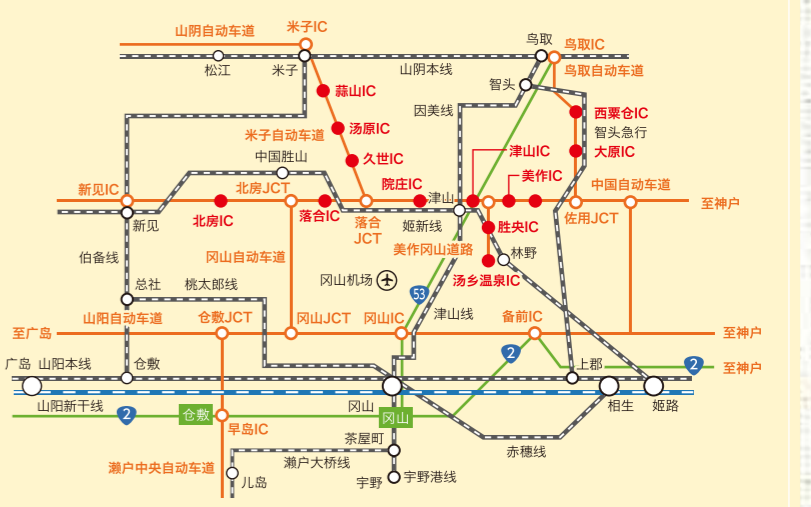 山阴自动车道
米子IC
松江
米子
山阴本线
鸟取
鸟取IC
鸟取自动车道
智头
蒜山IC
因美线
西粟仓IC
汤原IC
米子自动车道
智头急行
久世IC
津山IC
大原IC
中国胜山
美作IC
新见IC
北房JCT
院庄IC
津山
中国自动车道
至神户
北房IC
落合IC
落合
JCT
新见
姬新线
胜央IC
佐用JCT
美作冈山道路
伯备线
冈山自动车道
林野
冈山机场
汤乡温泉IC
总社
桃太郎线
53
山阳自动车道
仓敷JCT
冈山JCT
冈山IC
津山线
备前IC
至广岛
至神户
2
广岛
山阳本线
仓敷
上郡
2
至神户
山阳新干线
2
仓敷
冈山
冈山
相生
姬路
早岛IC
茶屋町
赤穗线
濑户中央自动车道
濑户大桥线
儿岛
宇野
宇野港线